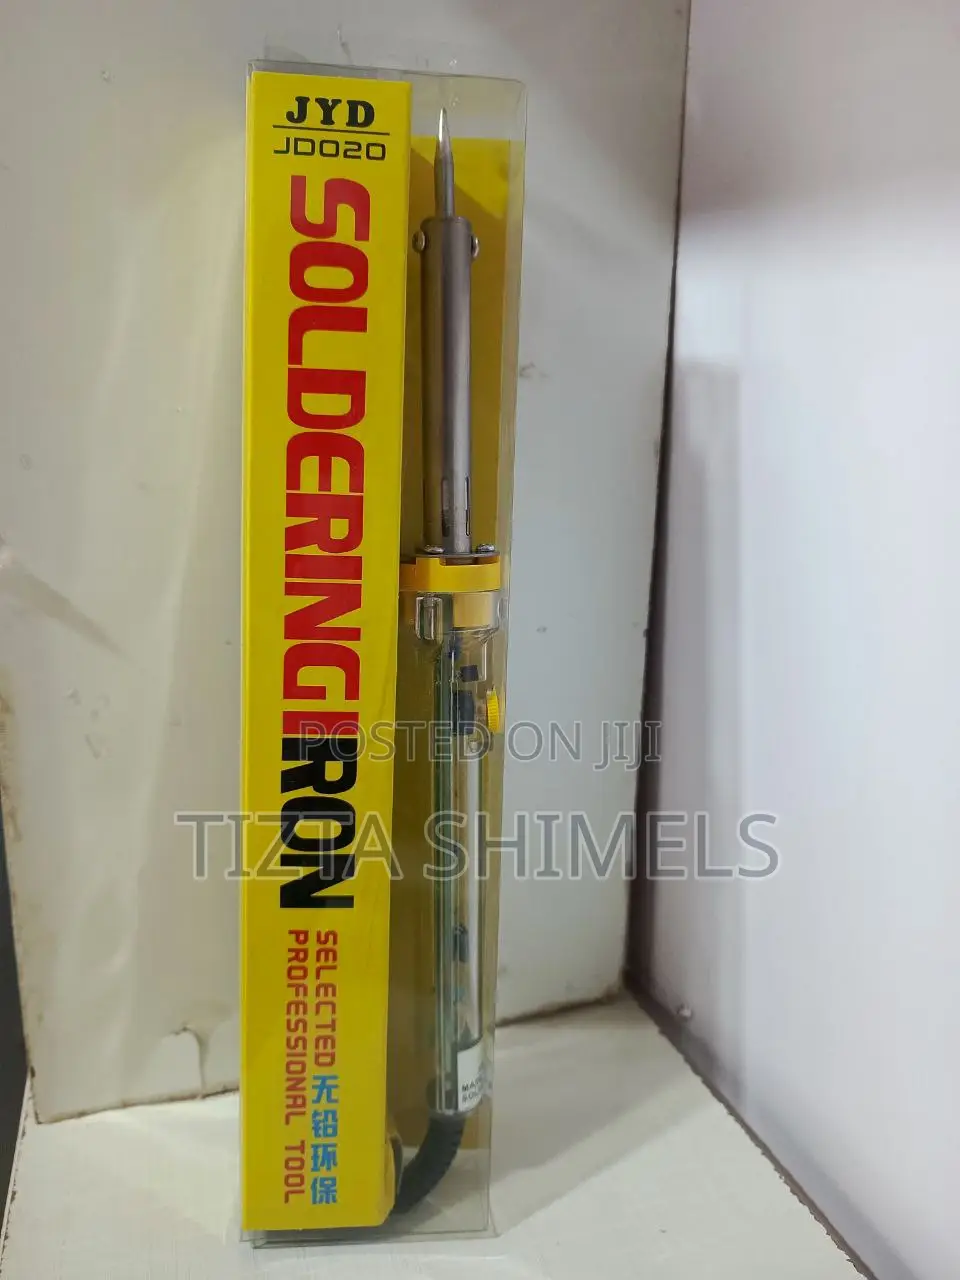 JYD
JD020
SOLDERING IRON
SELECTED 无铅环保
PROFESSIONAL TOOL
POSTED ON JIJI
TIZTA SHIMELS